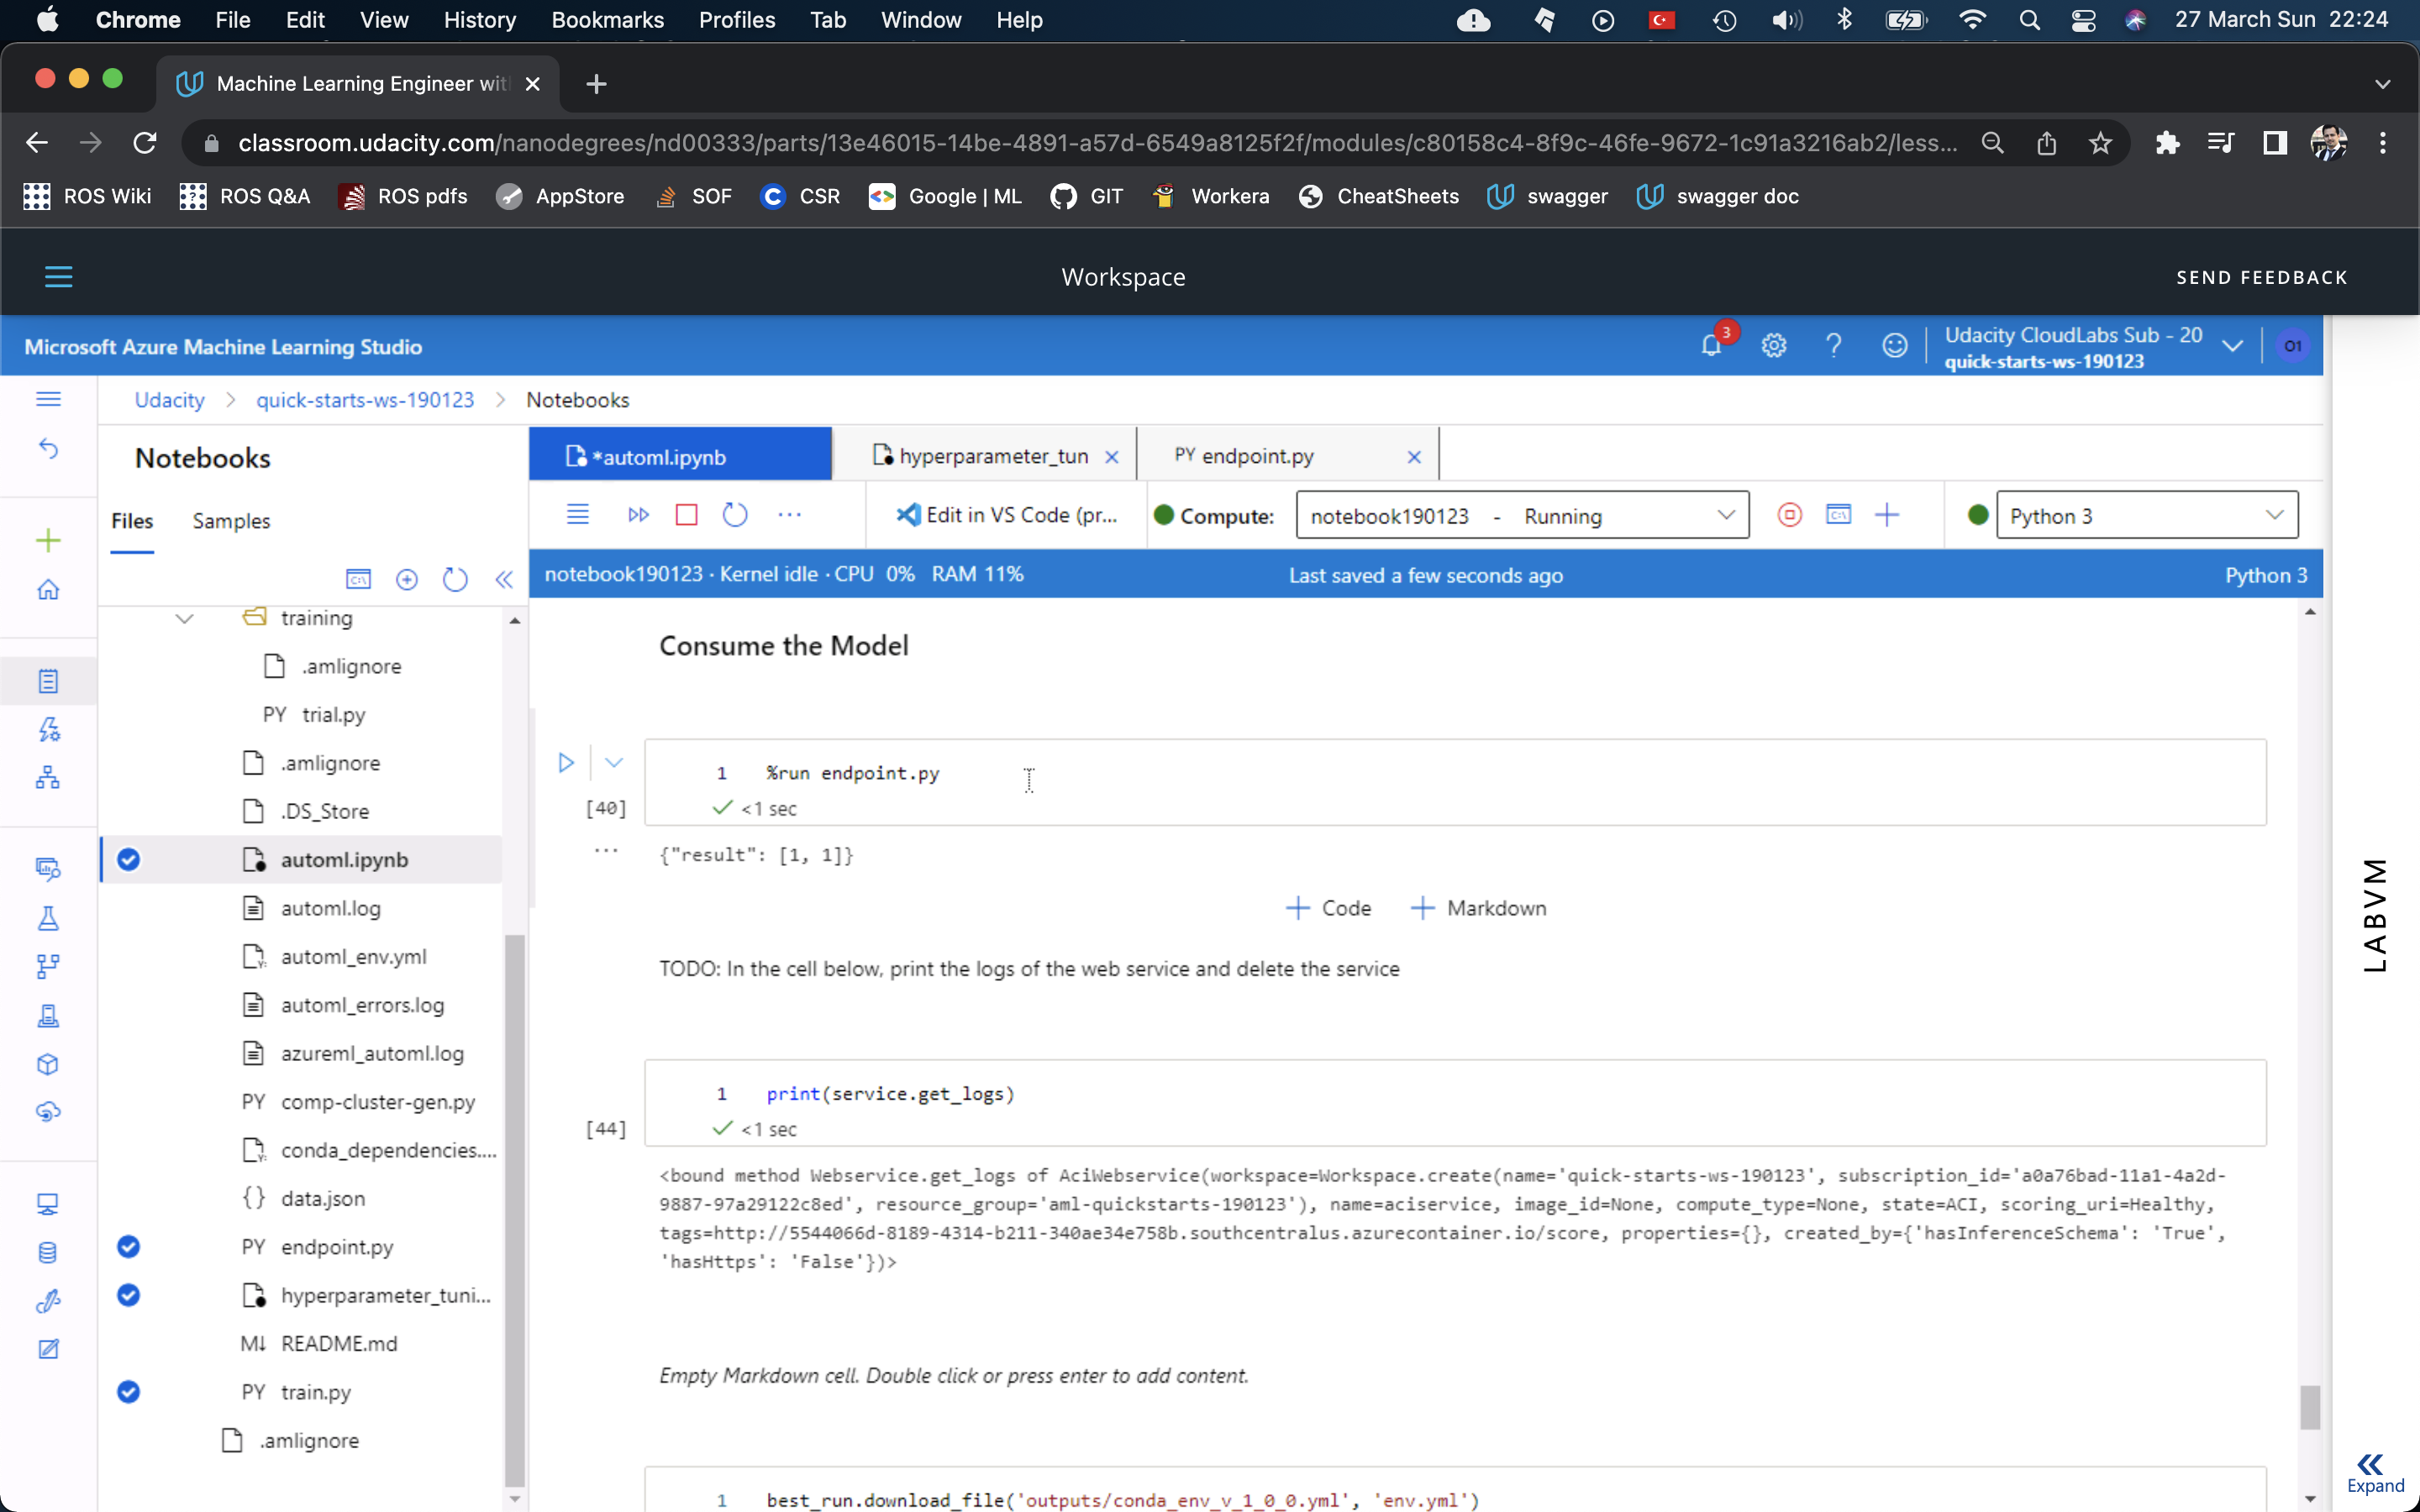 Chrome File Edit View History Bookmarks Profiles Tab Window Help 27 March Sun 22:24
Machine Learning Engineer wit
classroom.udacity.com/nanodegrees/nd00333/parts/13e46015-14be-4891-a57d-6549a8125f2f/modules/c80158c4-8f9c-46fe-9672-1c91a3216ab2/less...
ROS Wiki ROS Q&A ROS pdfs AppStore SOF CSR Google | ML GIT Workera CheatSheets swagger swagger doc
Workspace SEND FEEDBACK
Microsoft Azure Machine Learning Studio 3 Udacity CloudLabs Sub - 20 O1
quick-starts-ws-190123
Udacity > quick-starts-ws-190123 > Notebooks
Notebooks
Files Samples
*automl.ipynb hyperparameter_tun PY endpoint.py
Edit in VS Code (pr... Compute: notebook190123 - Running Python 3
notebook190123 · Kernel idle · CPU 0% RAM 11% Last saved a few seconds ago Python 3
training
.amlignore
PY trial.py
.amlignore
.DS_Store
automl.ipynb
automl.log
automl_env.yml
automl_errors.log
azureml_automl.log
PY comp-cluster-gen.py
conda_dependencies....
{} data.json
PY endpoint.py
hyperparameter_tuni...
M↓ README.md
PY train.py
.amlignore
Consume the Model
1 %run endpoint.py
[40] <1 sec
{"result": [1, 1]}
+ Code + Markdown
TODO: In the cell below, print the logs of the web service and delete the service
1 print(service.get_logs)
[44] <1 sec
<bound method Webservice.get_logs of AciWebservice(workspace=Workspace.create(name='quick-starts-ws-190123', subscription_id='a0a76bad-11a1-4a2d-
9887-97a29122c8ed', resource_group='aml-quickstarts-190123'), name=aciservice, image_id=None, compute_type=None, state=ACI, scoring_uri=Healthy,
tags=http://5544066d-8189-4314-b211-340ae34e758b.southcentralus.azurecontainer.io/score, properties={}, created_by={'hasInferenceSchema': 'True',
'hasHttps': 'False'})>
Empty Markdown cell. Double click or press enter to add content.
1 best_run.download_file('outputs/conda_env_v_1_0_0.yml', 'env.yml')
LABVM
Expand